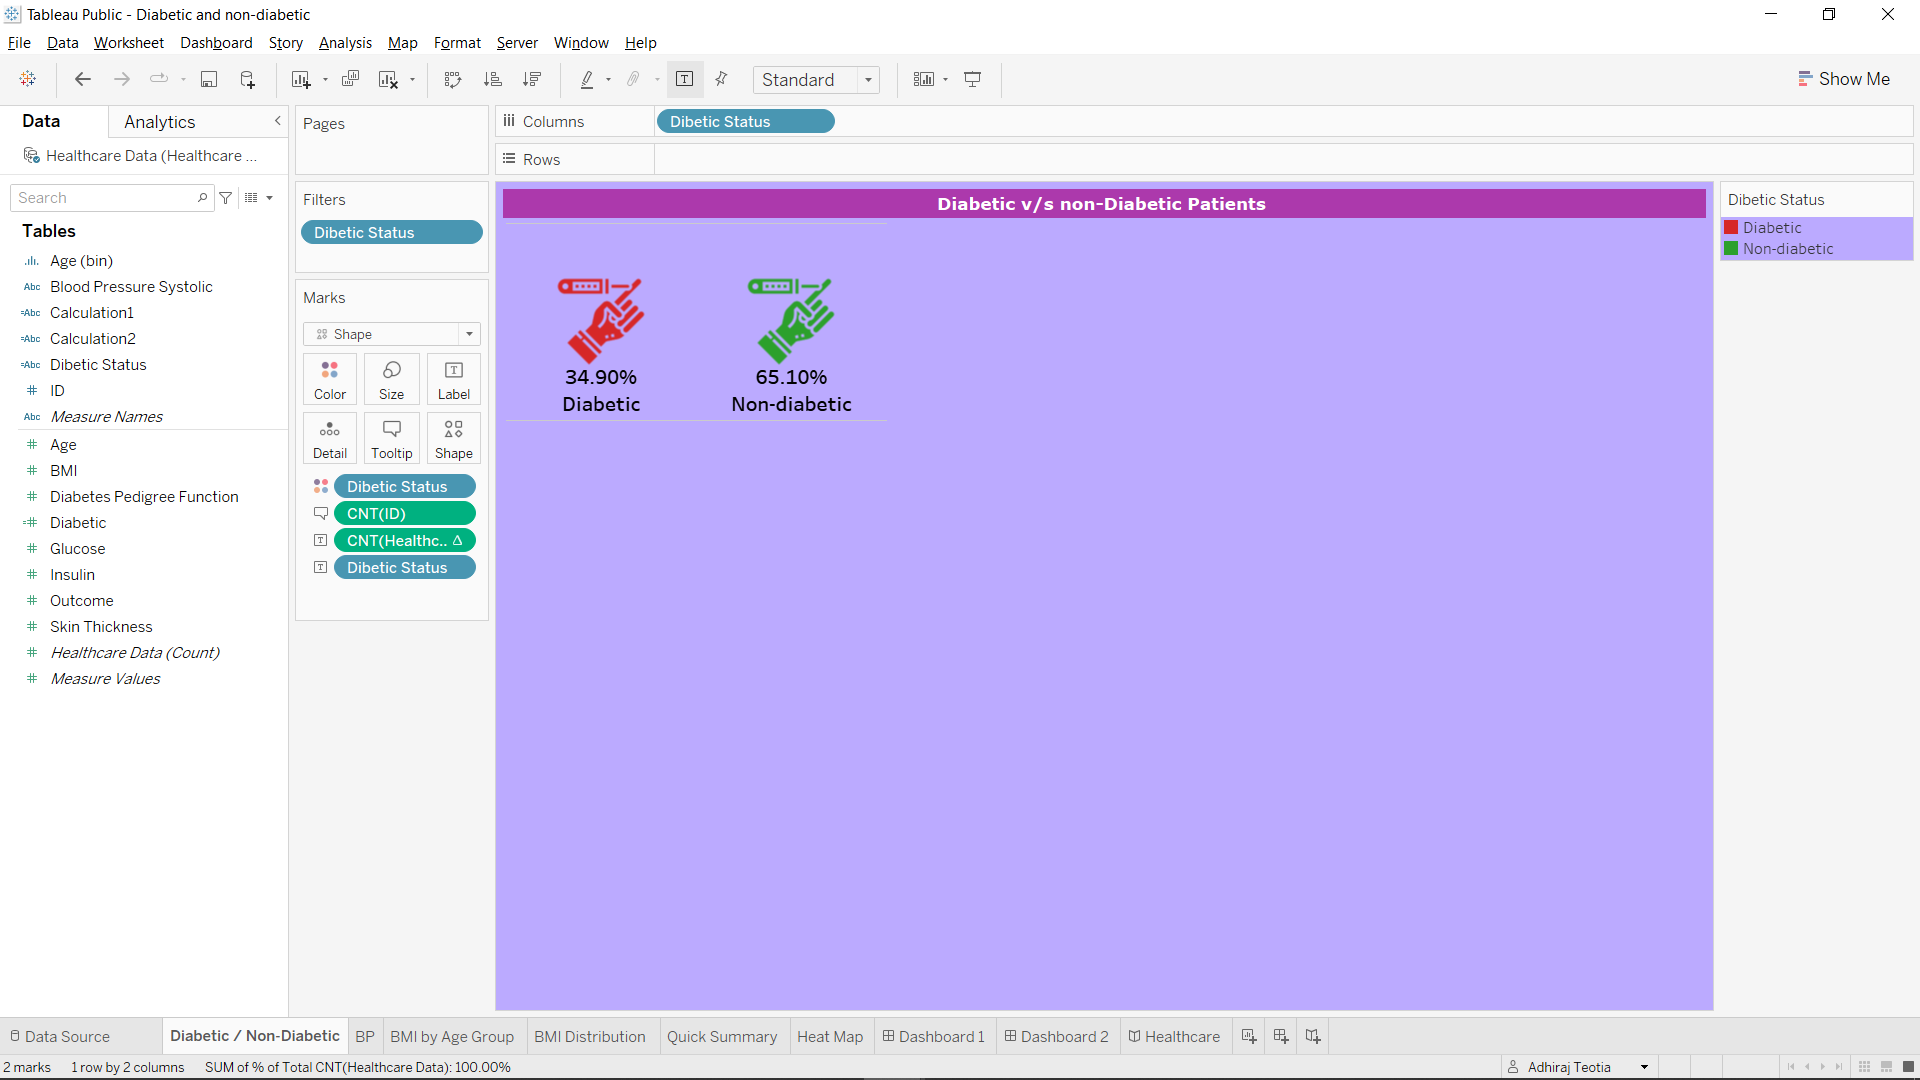 Tableau Public - Diabetic and non-diabetic
File Data Worksheet Dashboard Story Analysis Map Format Server Window Help
Standard
Show Me
Data Analytics
Healthcare Data (Healthcare ...
Search
Tables
Age (bin)
Abc Blood Pressure Systolic
=Abc Calculation1
=Abc Calculation2
=Abc Dibetic Status
# ID
Abc Measure Names
# Age
# BMI
# Diabetes Pedigree Function
=# Diabetic
# Glucose
# Insulin
# Outcome
# Skin Thickness
# Healthcare Data (Count)
# Measure Values
Pages
Filters
Dibetic Status
Marks
Shape
Color Size Label
Detail Tooltip Shape
Dibetic Status
CNT(ID)
CNT(Healthc.. Δ
Dibetic Status
Columns Dibetic Status
Rows
Diabetic v/s non-Diabetic Patients
34.90% 65.10%
Diabetic Non-diabetic
Dibetic Status
Diabetic
Non-diabetic
Data Source Diabetic / Non-Diabetic BP BMI by Age Group BMI Distribution Quick Summary Heat Map Dashboard 1 Dashboard 2 Healthcare
2 marks 1 row by 2 columns SUM of % of Total CNT(Healthcare Data): 100.00% Adhiraj Teotia